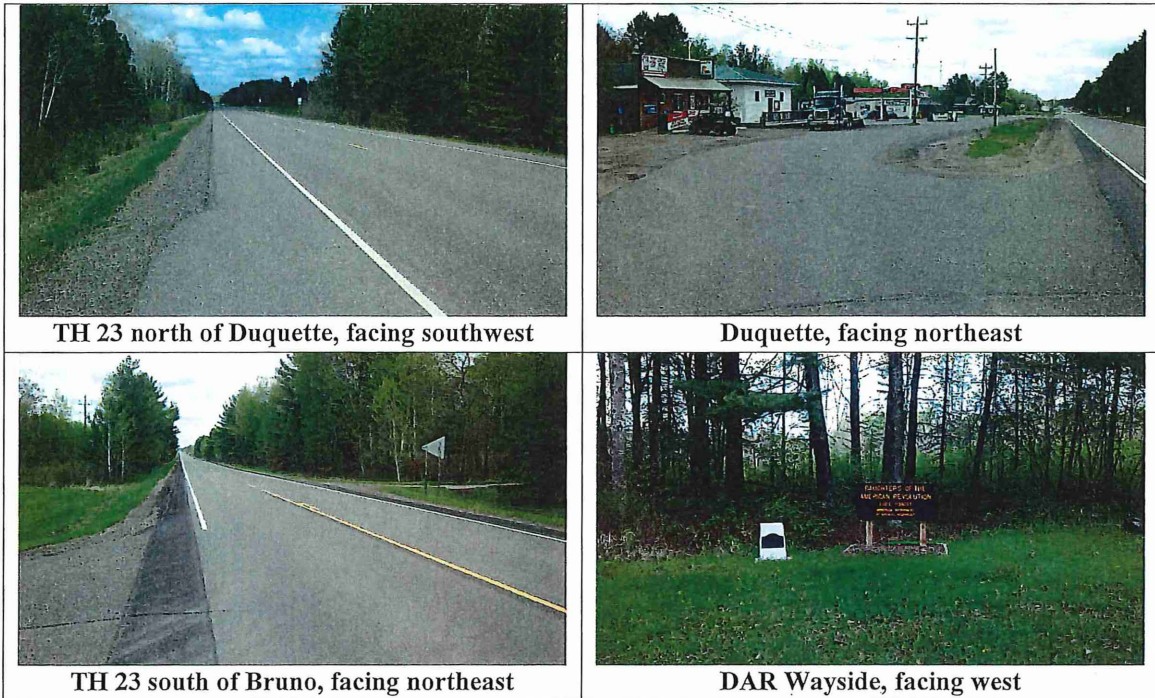 TH 23 north of Duquette, facing southwest
Duquette, facing northeast
DAUGHTERS OF THE
AMERICAN REVOLUTION
TH 23 south of Bruno, facing northeast
DAR Wayside, facing west